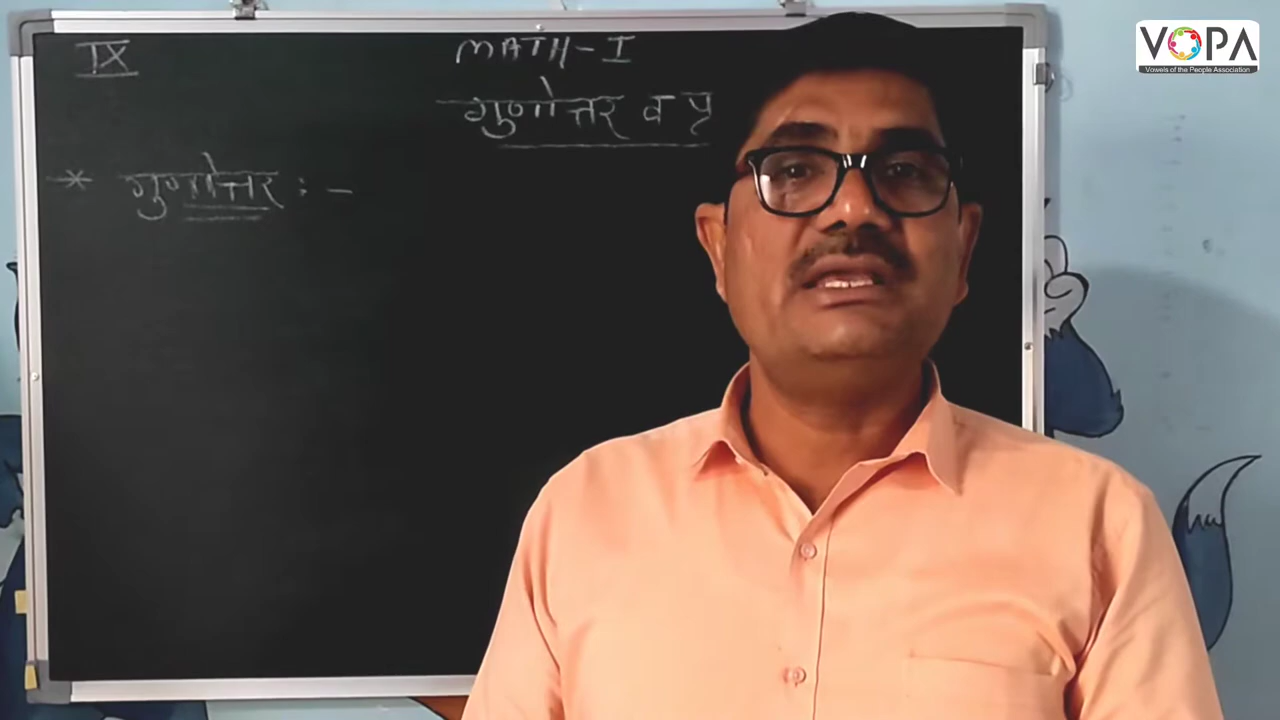 IX
MATH-I
गुणोत्तर व
* गुणोत्तर :-
VOPA
Vowels of the People Association